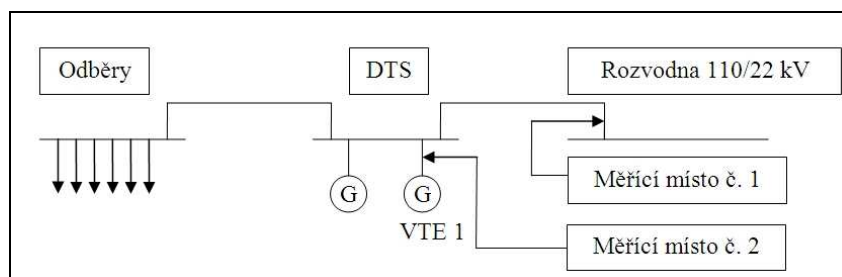 Odběry
DTS
Rozvodna 110/22 kV
Měřící místo č. 1
G
G
VTE 1
Měřící místo č. 2